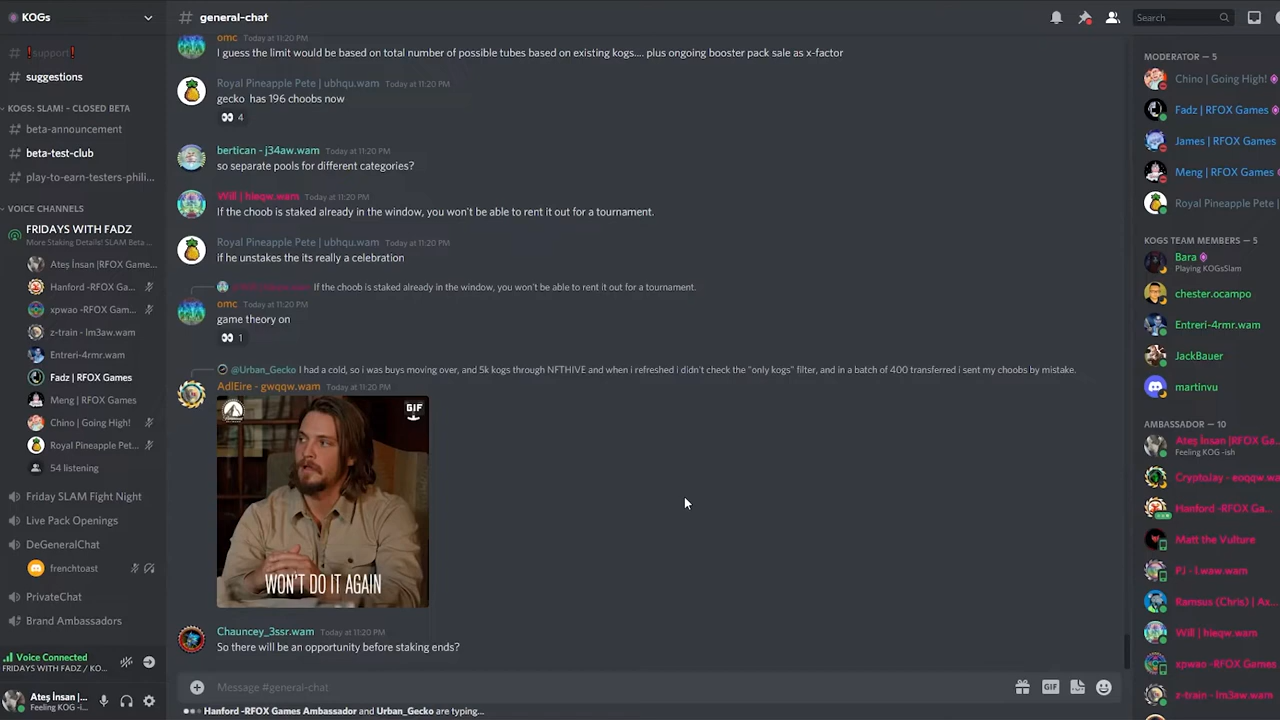 KOGs
# general-chat
Search
# ❗support❗
suggestions
KOGS: SLAM! - CLOSED BETA
# beta-announcement
# beta-test-club
# play-to-earn-testers-phili...
VOICE CHANNELS
FRIDAYS WITH FADZ
More Staking Details! SLAM Beta ...
Ateş İnsan |RFOX Game...
Hanford -RFOX Ga...
xpwao -RFOX Gam...
z-train - lm3aw.wam
Entreri-4rmr.wam
Fadz | RFOX Games
Meng | RFOX Games
Chino | Going High!
Royal Pineapple Pet...
54 listening
Friday SLAM Fight Night
Live Pack Openings
DeGeneralChat
frenchtoast
PrivateChat
Brand Ambassadors
Voice Connected
FRIDAYS WITH FADZ / KO...
Ateş İnsan |...
Feeling KOG -i...
omc Today at 11:20 PM
I guess the limit would be based on total number of possible tubes based on existing kogs.... plus ongoing booster pack sale as x-factor
Royal Pineapple Pete | ubhqu.wam Today at 11:20 PM
gecko has 196 choobs now
4
bertican - j34aw.wam Today at 11:20 PM
so separate pools for different categories?
Will | hleqw.wam Today at 11:20 PM
If the choob is staked already in the window, you won't be able to rent it out for a tournament.
Royal Pineapple Pete | ubhqu.wam Today at 11:20 PM
if he unstakes the its really a celebration
If the choob is staked already in the window, you won't be able to rent it out for a tournament.
omc Today at 11:20 PM
game theory on
1
@Urban_Gecko I had a cold, so i was buys moving over, and 5k kogs through NFTHIVE and when i refreshed i didn't check the "only kogs" filter, and in a batch of 400 transferred i sent my choobs by mistake.
AdlEire - gwqqw.wam Today at 11:20 PM
GIF
WON'T DO IT AGAIN
Chauncey_3ssr.wam Today at 11:20 PM
So there will be an opportunity before staking ends?
Message #general-chat
GIF
Hanford -RFOX Games Ambassador and Urban_Gecko are typing...
MODERATOR — 5
Chino | Going High!
Fadz | RFOX Games
James | RFOX Games
Meng | RFOX Games
Royal Pineapple Pete |
KOGS TEAM MEMBERS — 5
Bara
Playing KOGsSlam
chester.ocampo
Entreri-4rmr.wam
JackBauer
martinvu
AMBASSADOR — 10
Ateş İnsan |RFOX Ga...
Feeling KOG -ish
CryptoJay - eoqqw.wa
Hanford -RFOX Ga...
Matt the Vulture
PJ - l.waw.wam
Ramsus (Chris) | Ax...
Will | hleqw.wam
xpwao -RFOX Games
z-train - lm3aw.wam